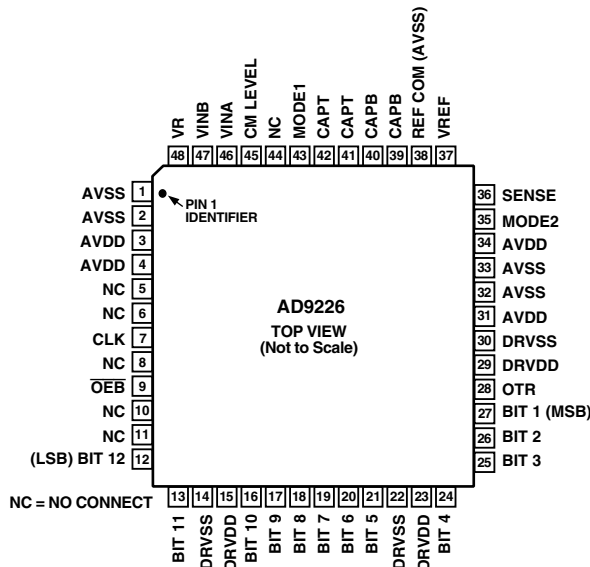 VR
VINB
VINA
CM LEVEL
NC
MODE1
CAPT
CAPT
CAPB
CAPB
REF COM (AVSS)
VREF
48 47 46 45 44 43 42 41 40 39 38 37
AVSS 1
AVSS 2
AVDD 3
AVDD 4
NC 5
NC 6
CLK 7
NC 8
OEB 9
NC 10
NC 11
(LSB) BIT 12 12
PIN 1
IDENTIFIER
AD9226
TOP VIEW
(Not to Scale)
36 SENSE
35 MODE2
34 AVDD
33 AVSS
32 AVSS
31 AVDD
30 DRVSS
29 DRVDD
28 OTR
27 BIT 1 (MSB)
26 BIT 2
25 BIT 3
NC = NO CONNECT
13 14 15 16 17 18 19 20 21 22 23 24
BIT 11
DRVSS
DRVDD
BIT 10
BIT 9
BIT 8
BIT 7
BIT 6
BIT 5
DRVSS
DRVDD
BIT 4